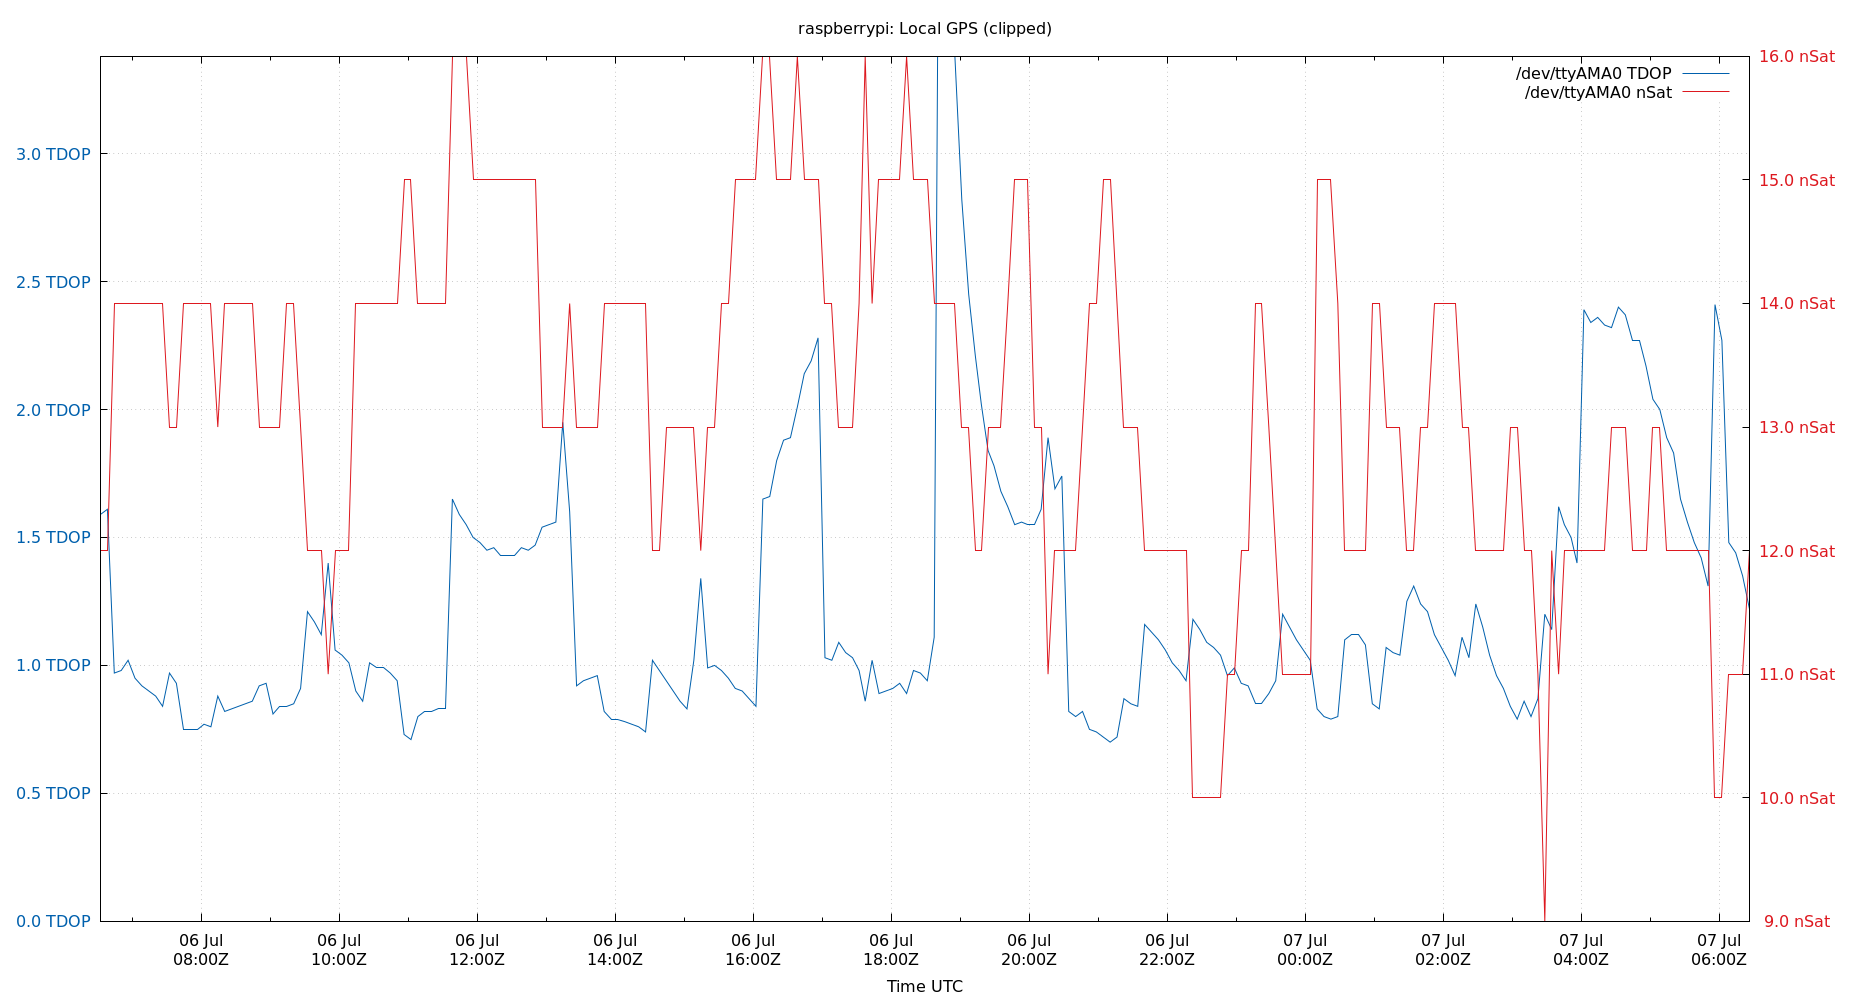 raspberrypi: Local GPS (clipped)
16.0 nSat
/dev/ttyAMA0 TDOP
/dev/ttyAMA0 nSat
3.0 TDOP
15.0 nSat
2.5 TDOP
14.0 nSat
2.0 TDOP
13.0 nSat
1.5 TDOP
12.0 nSat
1.0 TDOP
11.0 nSat
0.5 TDOP
10.0 nSat
0.0 TDOP
9.0 nSat
06 Jul 06 Jul 06 Jul 06 Jul 06 Jul 06 Jul 06 Jul 06 Jul 07 Jul 07 Jul 07 Jul 07 Jul
08:00Z 10:00Z 12:00Z 14:00Z 16:00Z 18:00Z 20:00Z 22:00Z 00:00Z 02:00Z 04:00Z 06:00Z
Time UTC